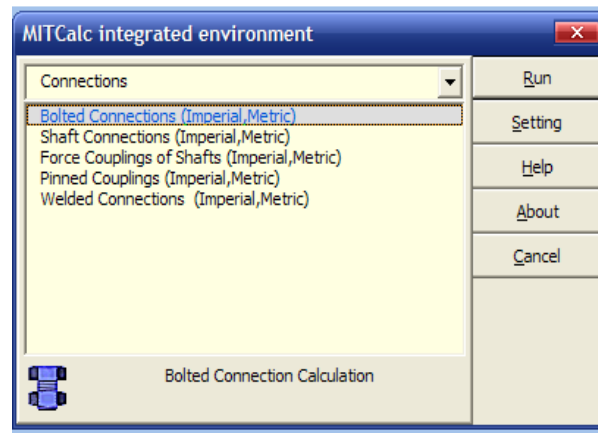 MITCalc integrated environment
Connections
Bolted Connections (Imperial,Metric)
Shaft Connections (Imperial,Metric)
Force Couplings of Shafts (Imperial,Metric)
Pinned Couplings (Imperial,Metric)
Welded Connections  (Imperial,Metric)
Bolted Connection Calculation
Run
Setting
Help
About
Cancel